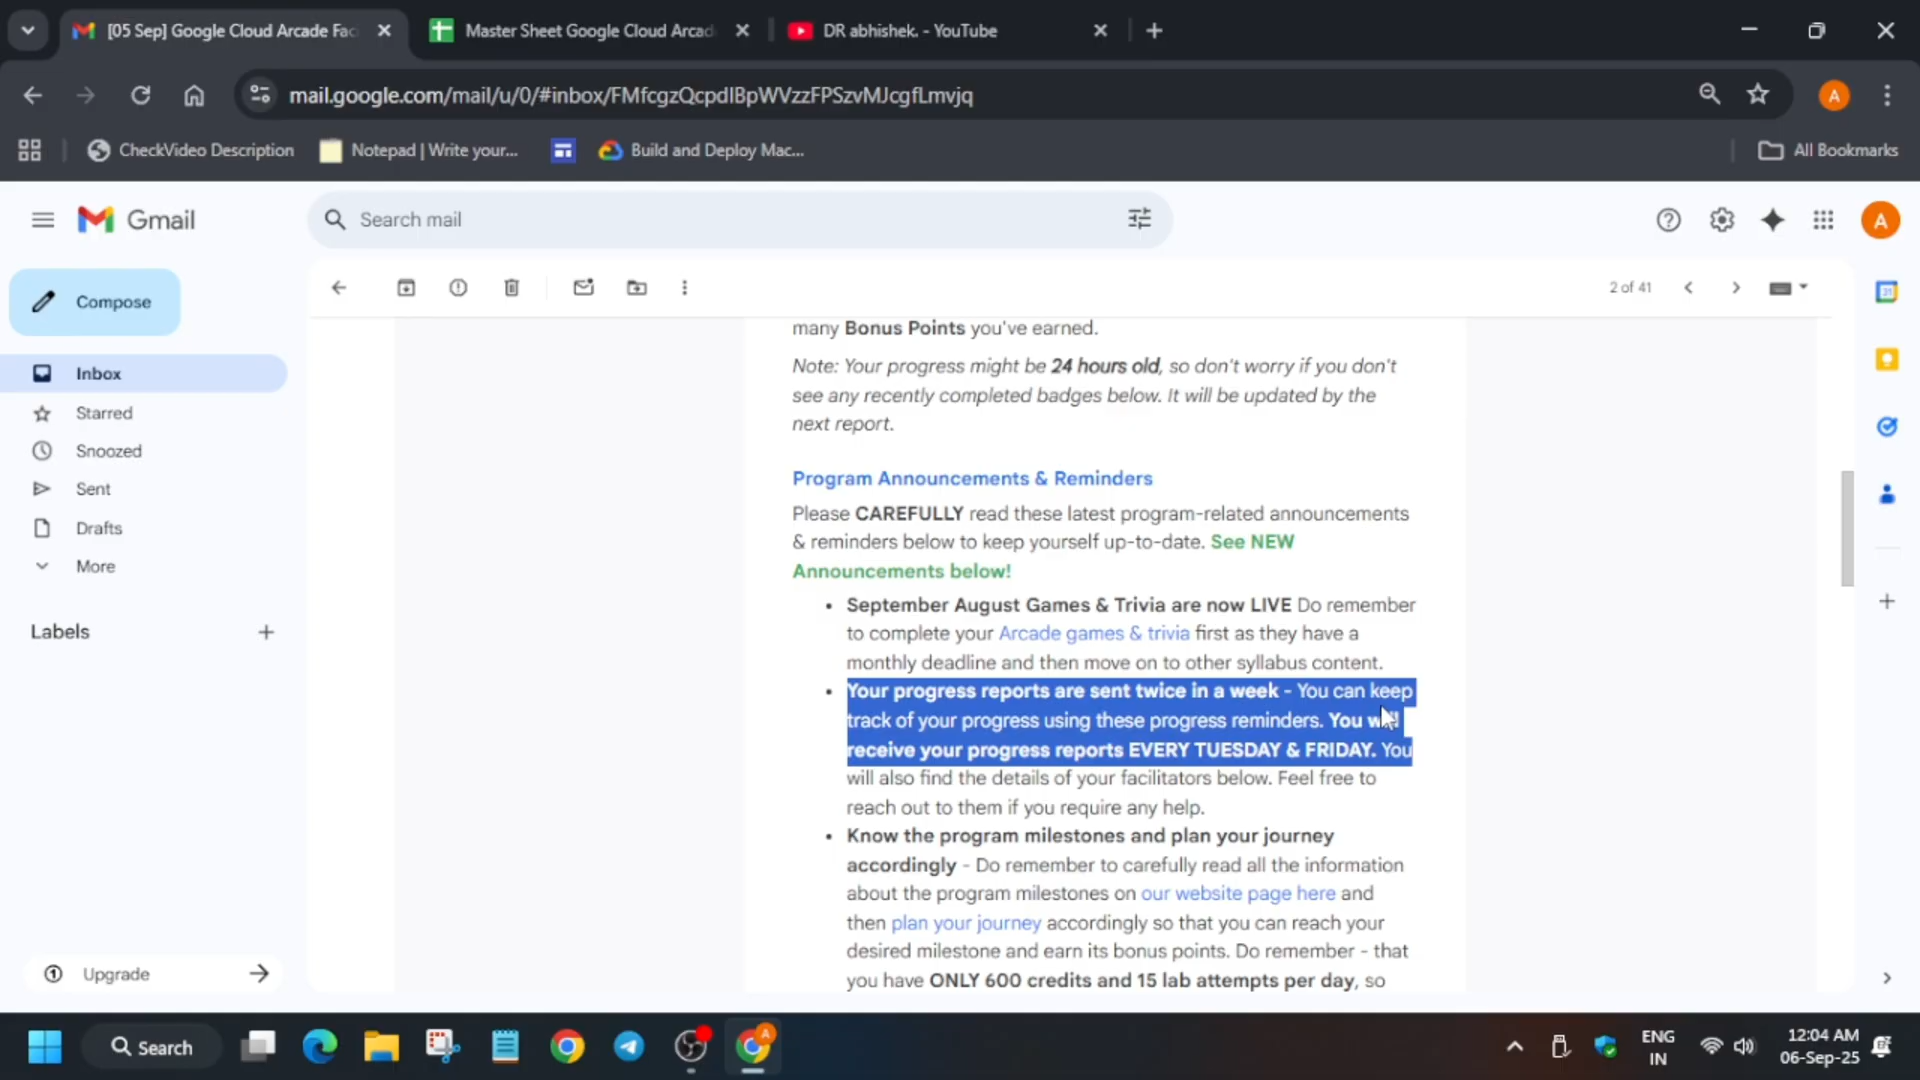 [05 Sep] Google Cloud Arcade Fac
Master Sheet Google Cloud Arcad
DR abhishek. - YouTube
mail.google.com/mail/u/0/#inbox/FMfcgzQcpdlBpWVzzFPSzvMJcgfLmvjq
A
CheckVideo Description
Notepad | Write your...
Build and Deploy Mac...
All Bookmarks
Gmail
Search mail
A
Compose
2 of 41
Inbox
Starred
Snoozed
Sent
Drafts
More
Labels
Upgrade
many Bonus Points you've earned.
Note: Your progress might be 24 hours old, so don't worry if you don't
see any recently completed badges below. It will be updated by the
next report.
Program Announcements & Reminders
Please CAREFULLY read these latest program-related announcements
& reminders below to keep yourself up-to-date. See NEW
Announcements below!
• September August Games & Trivia are now LIVE Do remember
to complete your Arcade games & trivia first as they have a
monthly deadline and then move on to other syllabus content.
• Your progress reports are sent twice in a week - You can keep
track of your progress using these progress reminders. You will
receive your progress reports EVERY TUESDAY & FRIDAY. You
will also find the details of your facilitators below. Feel free to
reach out to them if you require any help.
• Know the program milestones and plan your journey
accordingly - Do remember to carefully read all the information
about the program milestones on our website page here and
then plan your journey accordingly so that you can reach your
desired milestone and earn its bonus points. Do remember - that
you have ONLY 600 credits and 15 lab attempts per day, so
Search
ENG
IN
12:04 AM
06-Sep-25